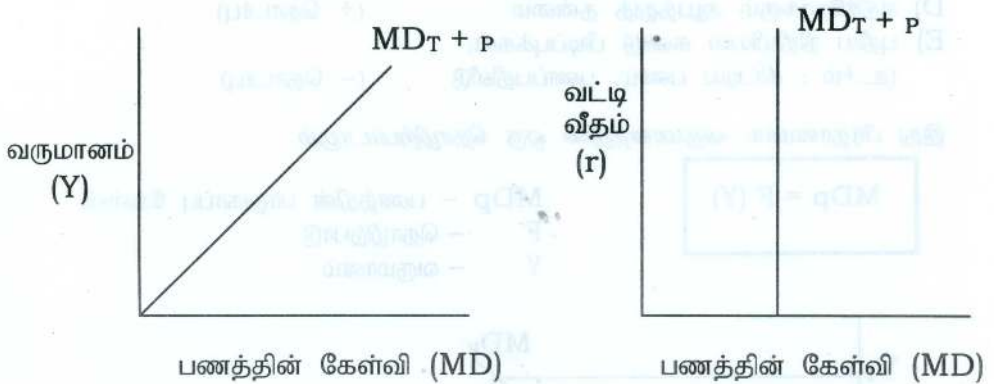 MDT + P
வருமானம்
(Y)
பணத்தின் கேள்வி (MD)
MDT + P
வட்டி
வீதம்
(r)
பணத்தின் கேள்வி (MD)